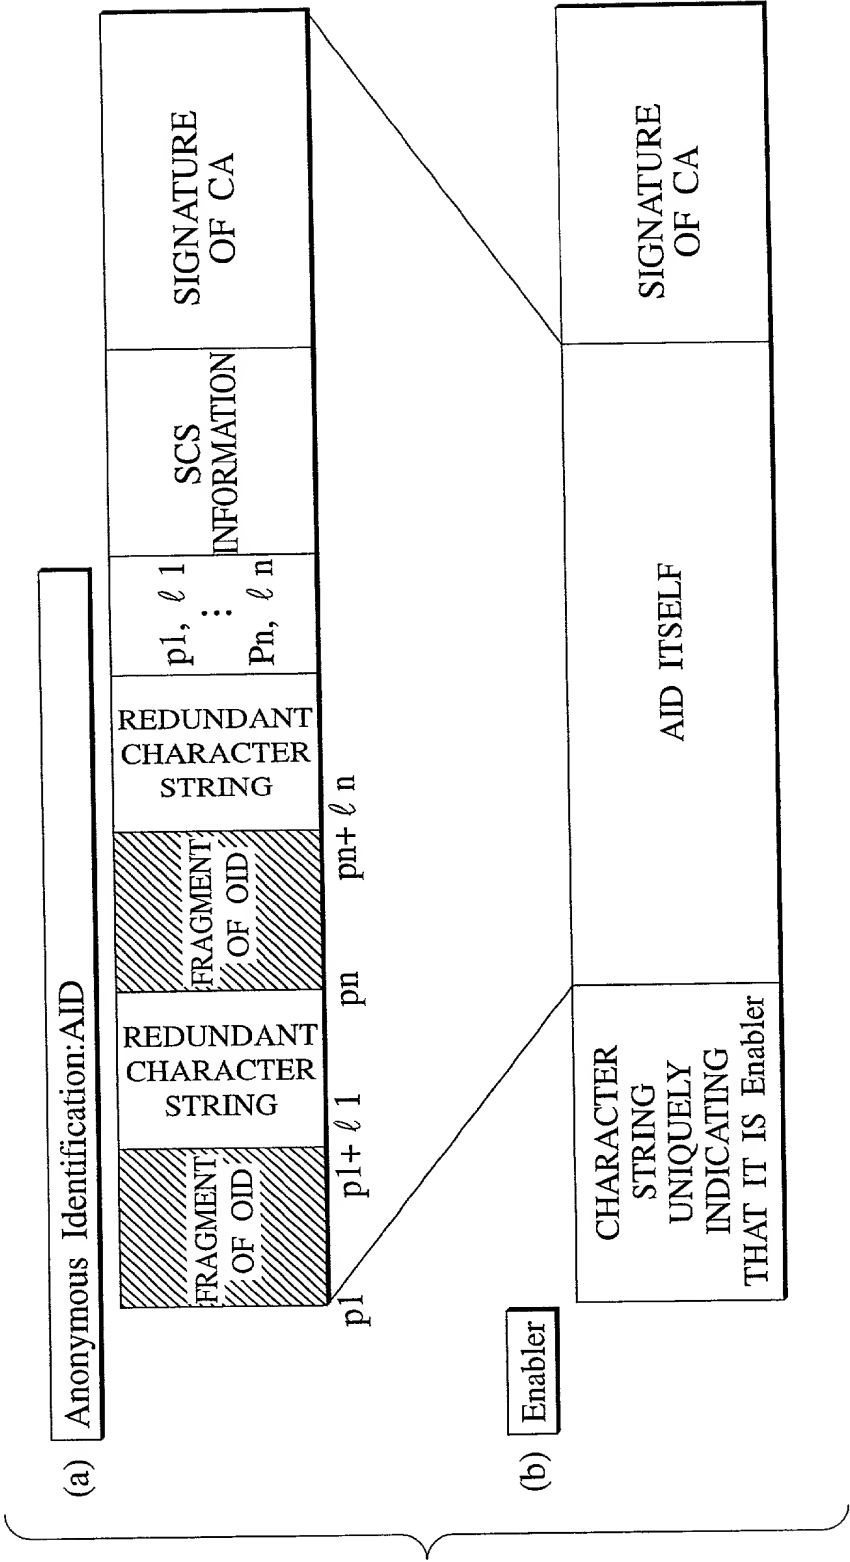 (a)
Anonymous Identification:AID
FRAGMENT
OF OID
REDUNDANT
CHARACTER
STRING
FRAGMENT
OF OID
REDUNDANT
CHARACTER
STRING
p1, ℓ 1
⋮
Pn, ℓ n
SCS
INFORMATION
SIGNATURE
OF CA
p1
p1+ ℓ 1
pn
pn+ ℓ n
(b)
Enabler
CHARACTER
STRING
UNIQUELY
INDICATING
THAT IT IS Enabler
AID ITSELF
SIGNATURE
OF CA